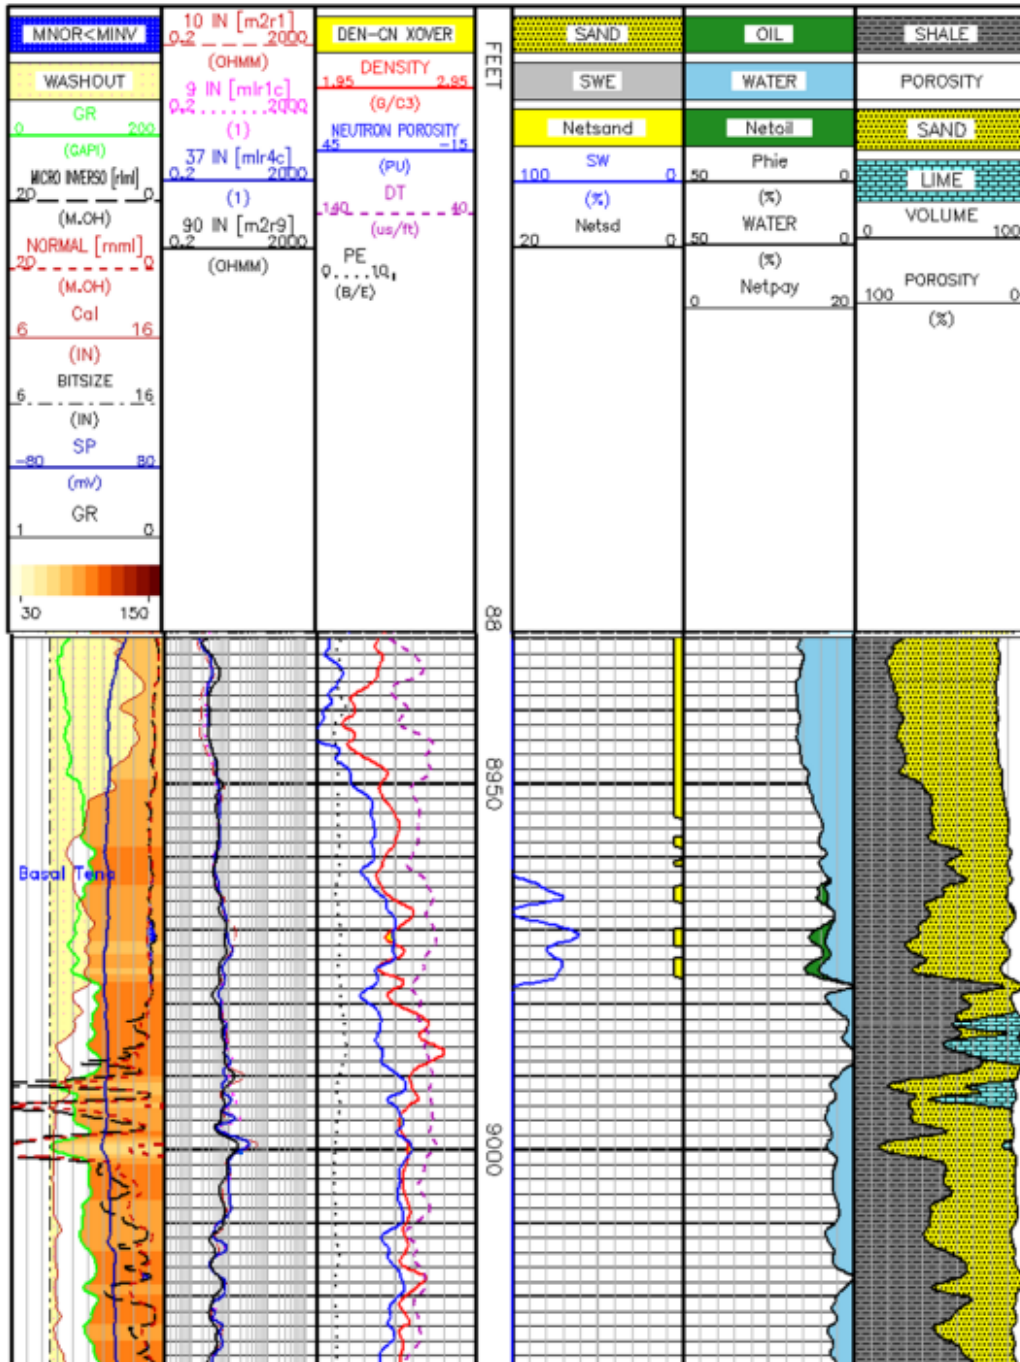 MNOR<MINV
WASHOUT
GR
0 200
(GAPI)
MICRO INVERSO [rlml]
20 0
(M.OH)
NORMAL [rnml]
20 0
(M.OH)
Cal
6 16
(IN)
BITSIZE
6 16
(IN)
SP
-80 80
(mV)
GR
1 0
30 150
10 IN [m2r1]
0.2 2000
(OHMM)
9 IN [mlr1c]
0.2 2000
(1)
37 IN [mlr4c]
0.2 2000
(1)
90 IN [m2r9]
0.2 2000
(OHMM)
DEN-CN XOVER
DENSITY
1.95 2.95
(G/C3)
NEUTRON POROSITY
45 -15
(PU)
DT
140 40
(us/ft)
PE
0 10
(B/E)
FEET
88
SAND
SWE
Netsand
SW
100 0
(%)
Netsd
20 0
OIL
WATER
Netoil
Phie
50 0
(%)
WATER
50 0
(%)
Netpay
0 20
SHALE
POROSITY
SAND
LIME
VOLUME
0 100
POROSITY
100 0
(%)
8950
Basal Tena
9000